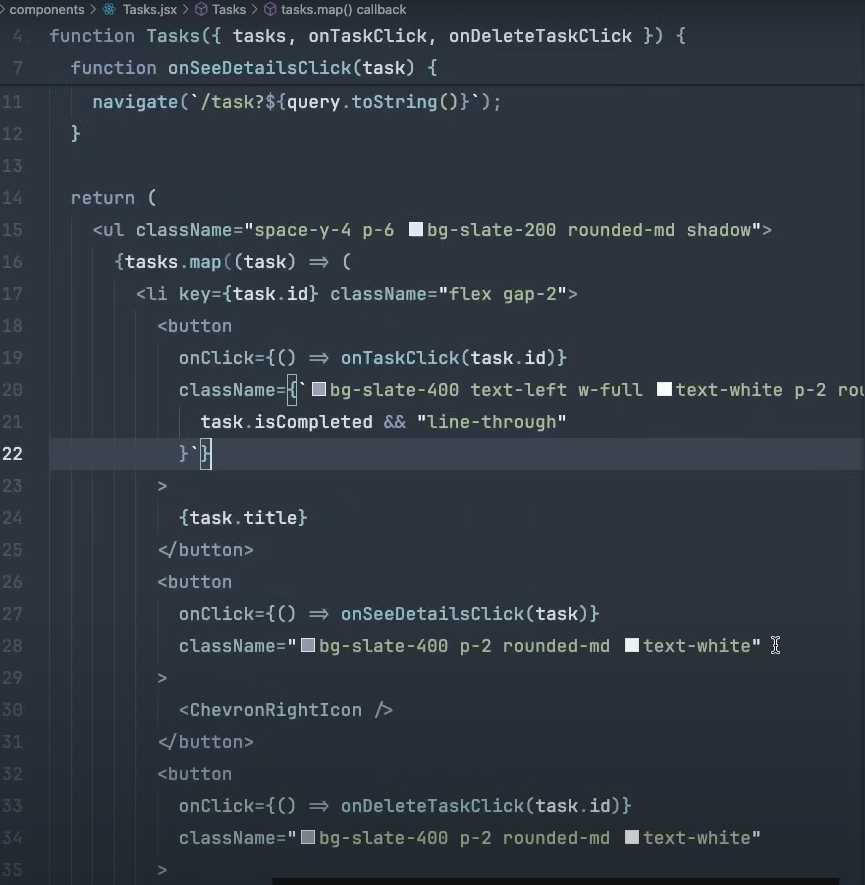 components > Tasks.jsx > Tasks > tasks.map() callback
4 function Tasks({ tasks, onTaskClick, onDeleteTaskClick }) {
7 function onSeeDetailsClick(task) {
11 navigate(`/task?${query.toString()}`);
12 }
13
14 return (
15 <ul className="space-y-4 p-6 bg-slate-200 rounded-md shadow">
16 {tasks.map((task) => (
17 <li key={task.id} className="flex gap-2">
18 <button
19 onClick={() => onTaskClick(task.id)}
20 className={`bg-slate-400 text-left w-full text-white p-2 rou
21 task.isCompleted && "line-through"
22 }`}
23 >
24 {task.title}
25 </button>
26 <button
27 onClick={() => onSeeDetailsClick(task)}
28 className="bg-slate-400 p-2 rounded-md text-white"
29 >
30 <ChevronRightIcon />
31 </button>
32 <button
33 onClick={() => onDeleteTaskClick(task.id)}
34 className="bg-slate-400 p-2 rounded-md text-white"
35 >